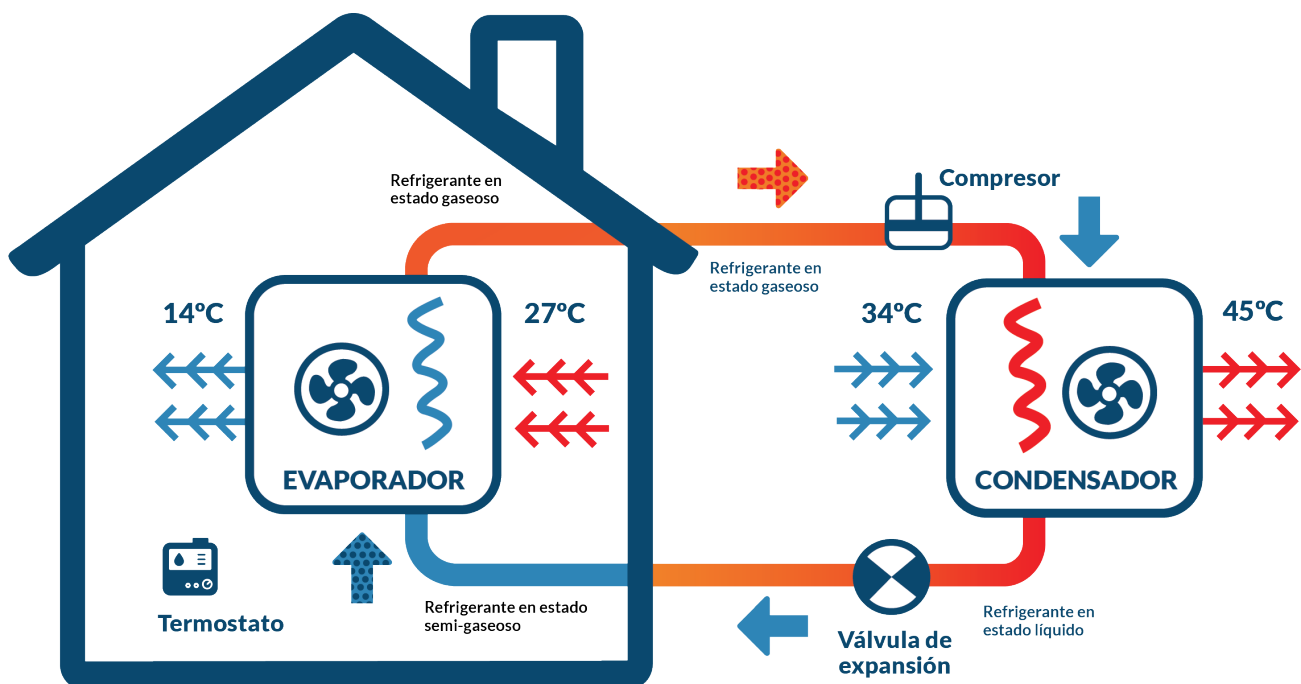 Refrigerante en
estado gaseoso
Compresor
Refrigerante en
estado gaseoso
14ºC
27ºC
34ºC
45ºC
EVAPORADOR
CONDENSADOR
Termostato
Refrigerante en estado
semi-gaseoso
Válvula de
expansión
Refrigerante en
estado líquido